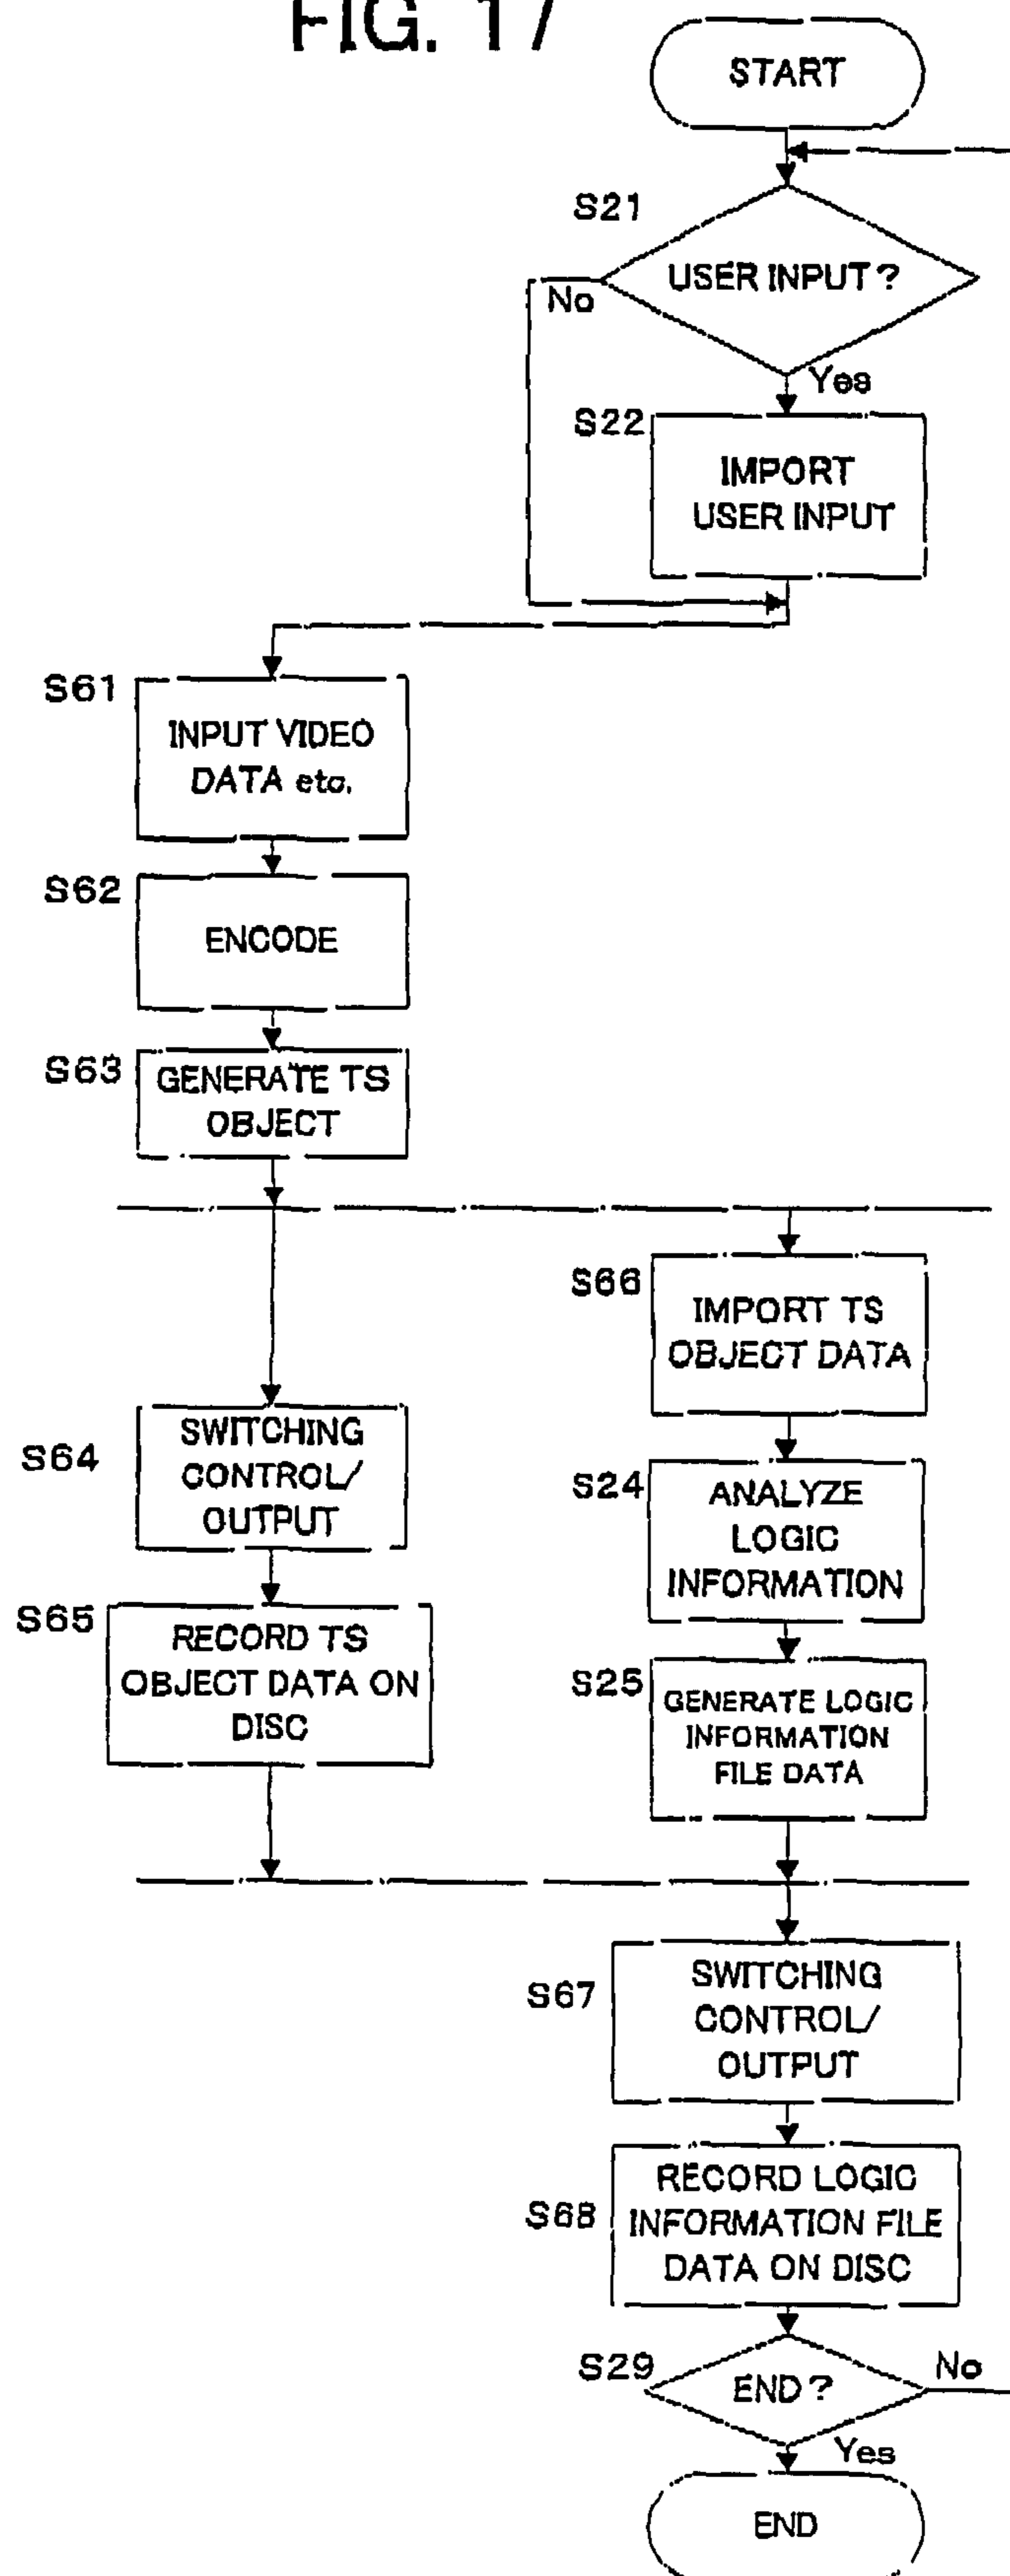 FIG. 17
START
S21
USER INPUT?
No
Yes
S22
IMPORT
USER INPUT
S61
INPUT VIDEO
DATA etc.
S62
ENCODE
S63
GENERATE TS
OBJECT
S66
IMPORT TS
OBJECT DATA
S64
SWITCHING
CONTROL/
OUTPUT
S24
ANALYZE
LOGIC
INFORMATION
S65
RECORD TS
OBJECT DATA ON
DISC
S25
GENERATE LOGIC
INFORMATION
FILE DATA
S67
SWITCHING
CONTROL/
OUTPUT
S68
RECORD LOGIC
INFORMATION FILE
DATA ON DISC
S29
END?
No
Yes
END